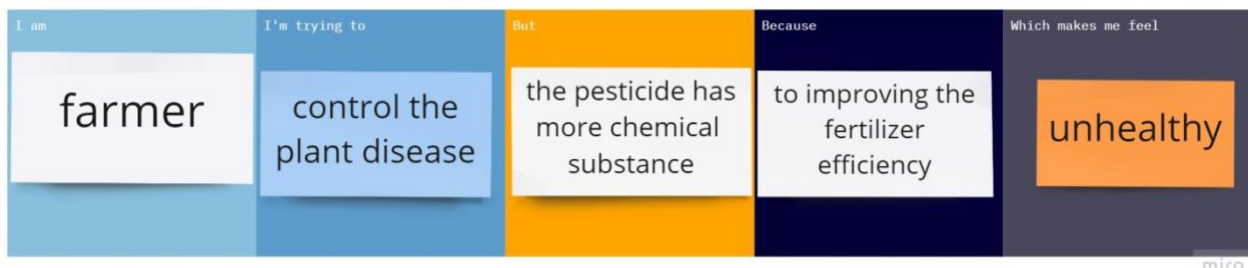 I am
farmer
I'm trying to
control the
plant disease
But
the pesticide has
more chemical
substance
Because
to improving the
fertilizer
efficiency
Which makes me feel
unhealthy
miro